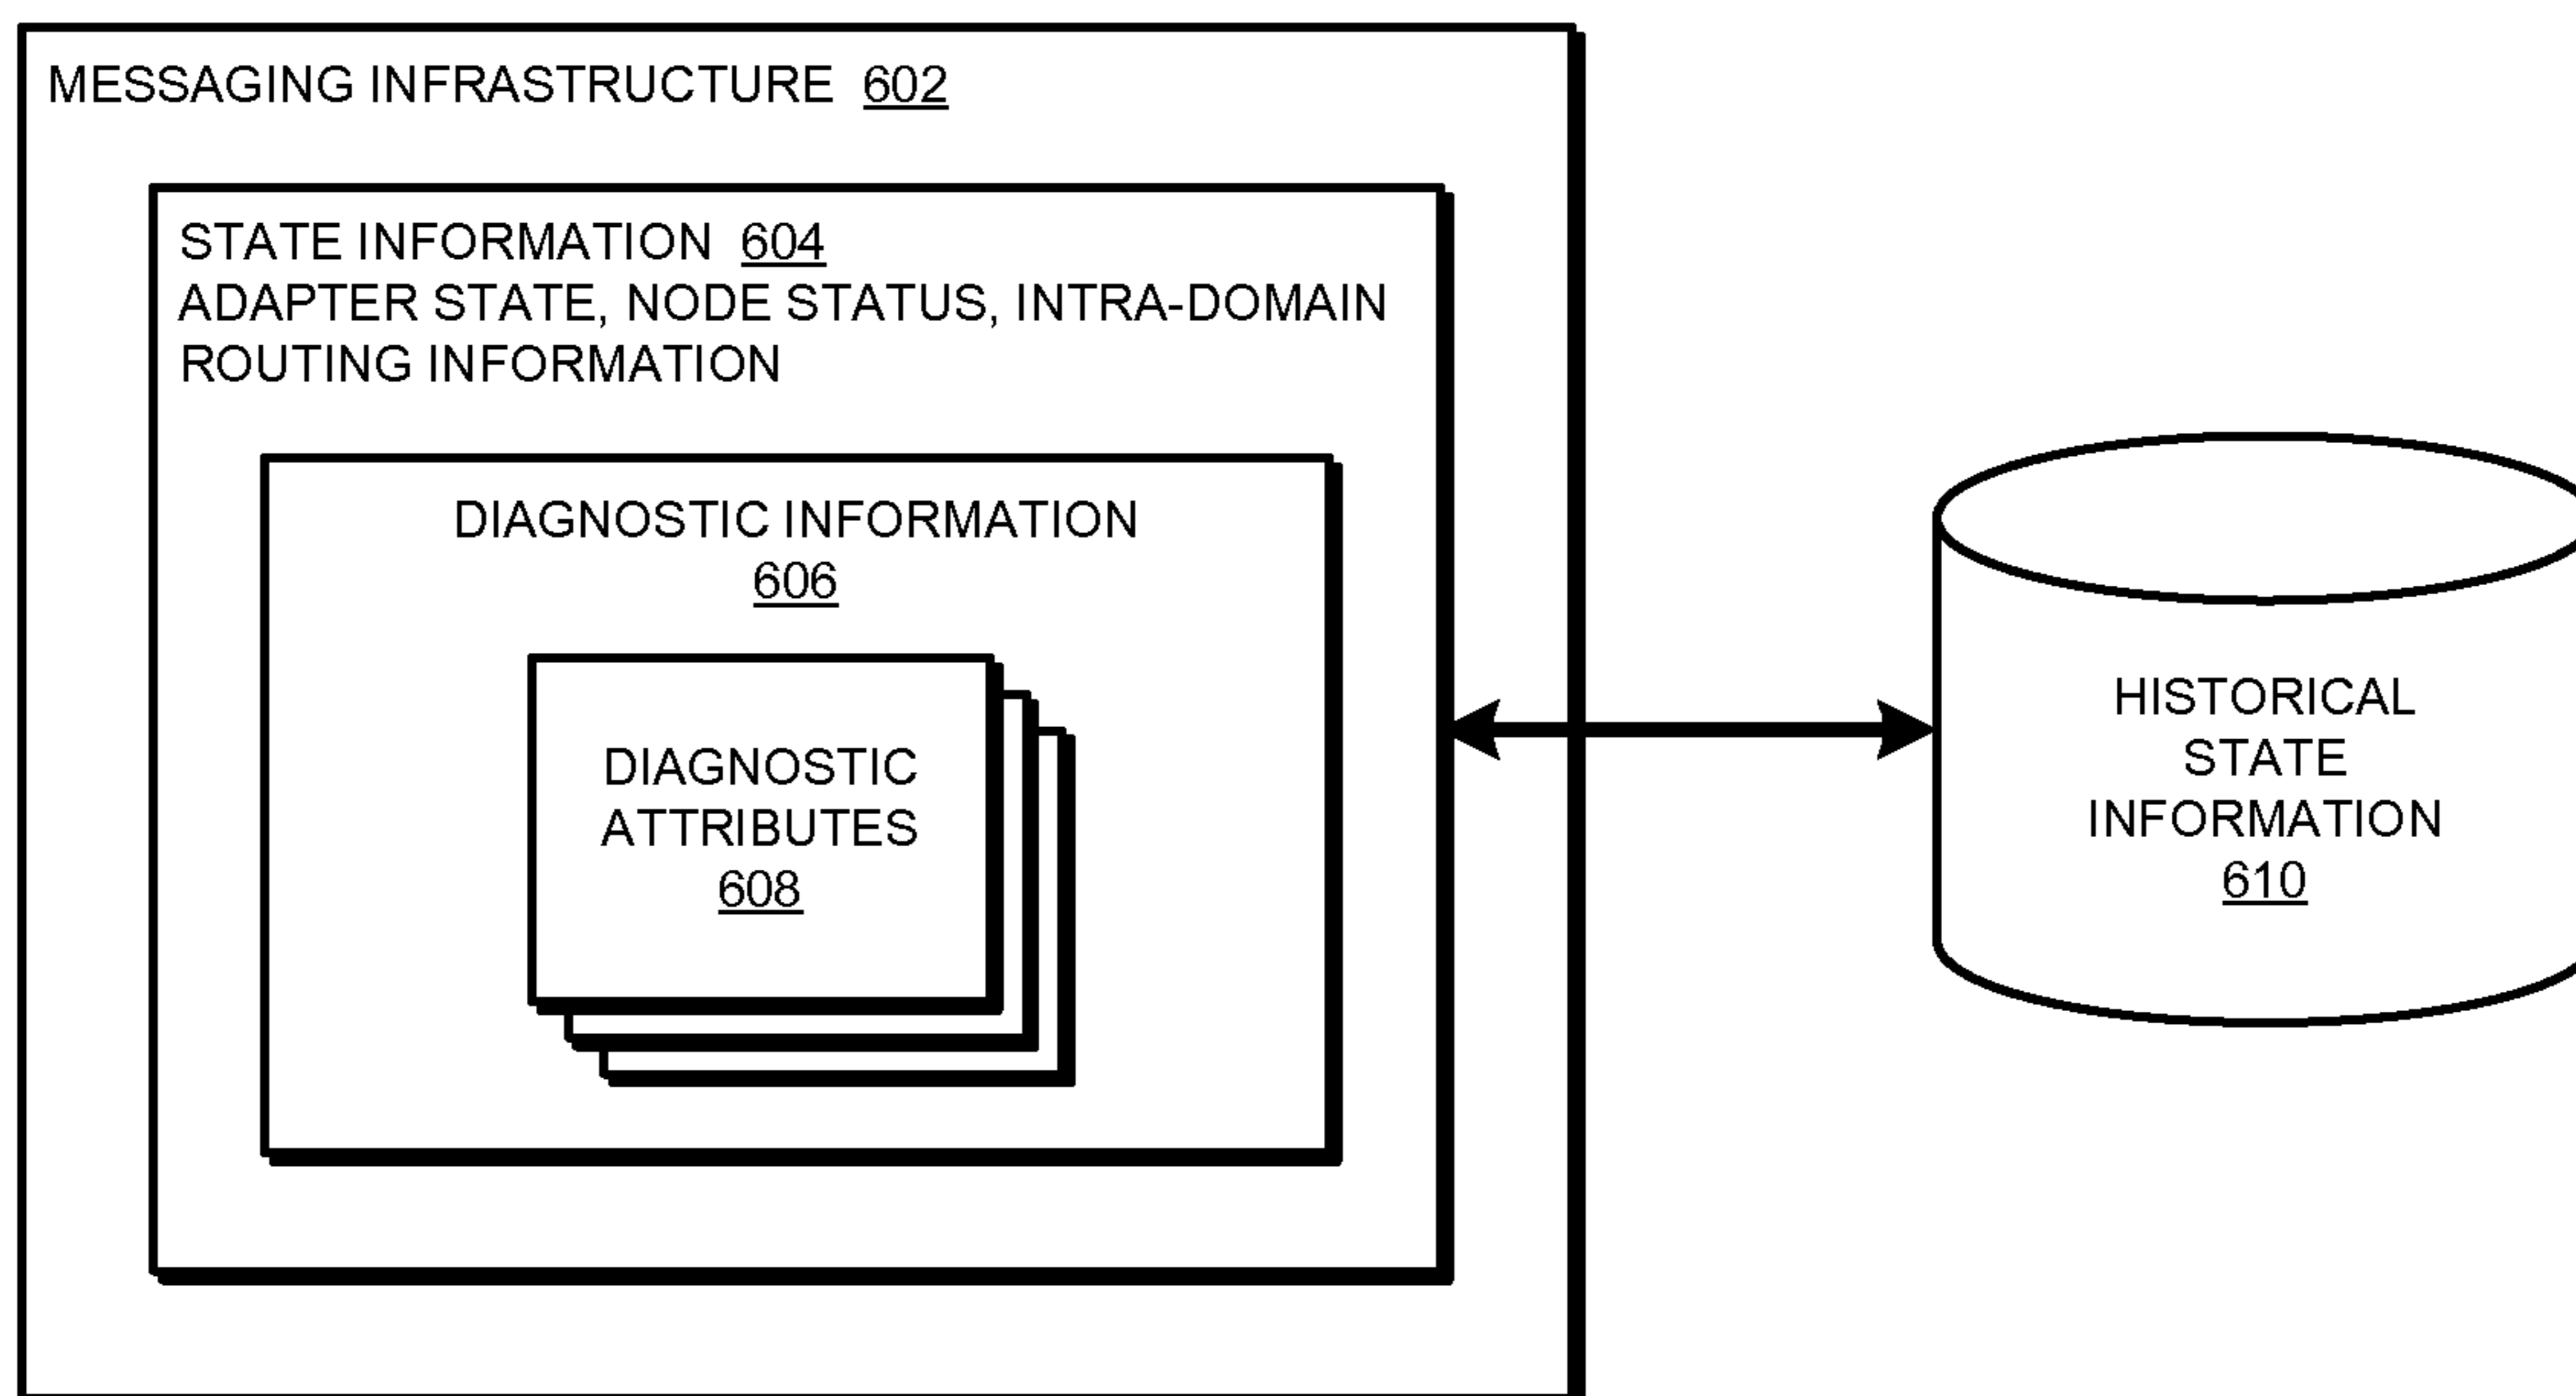 MESSAGING INFRASTRUCTURE 602
STATE INFORMATION 604
ADAPTER STATE, NODE STATUS, INTRA-DOMAIN
ROUTING INFORMATION
DIAGNOSTIC INFORMATION
606
DIAGNOSTIC
ATTRIBUTES
608
HISTORICAL
STATE
INFORMATION
610